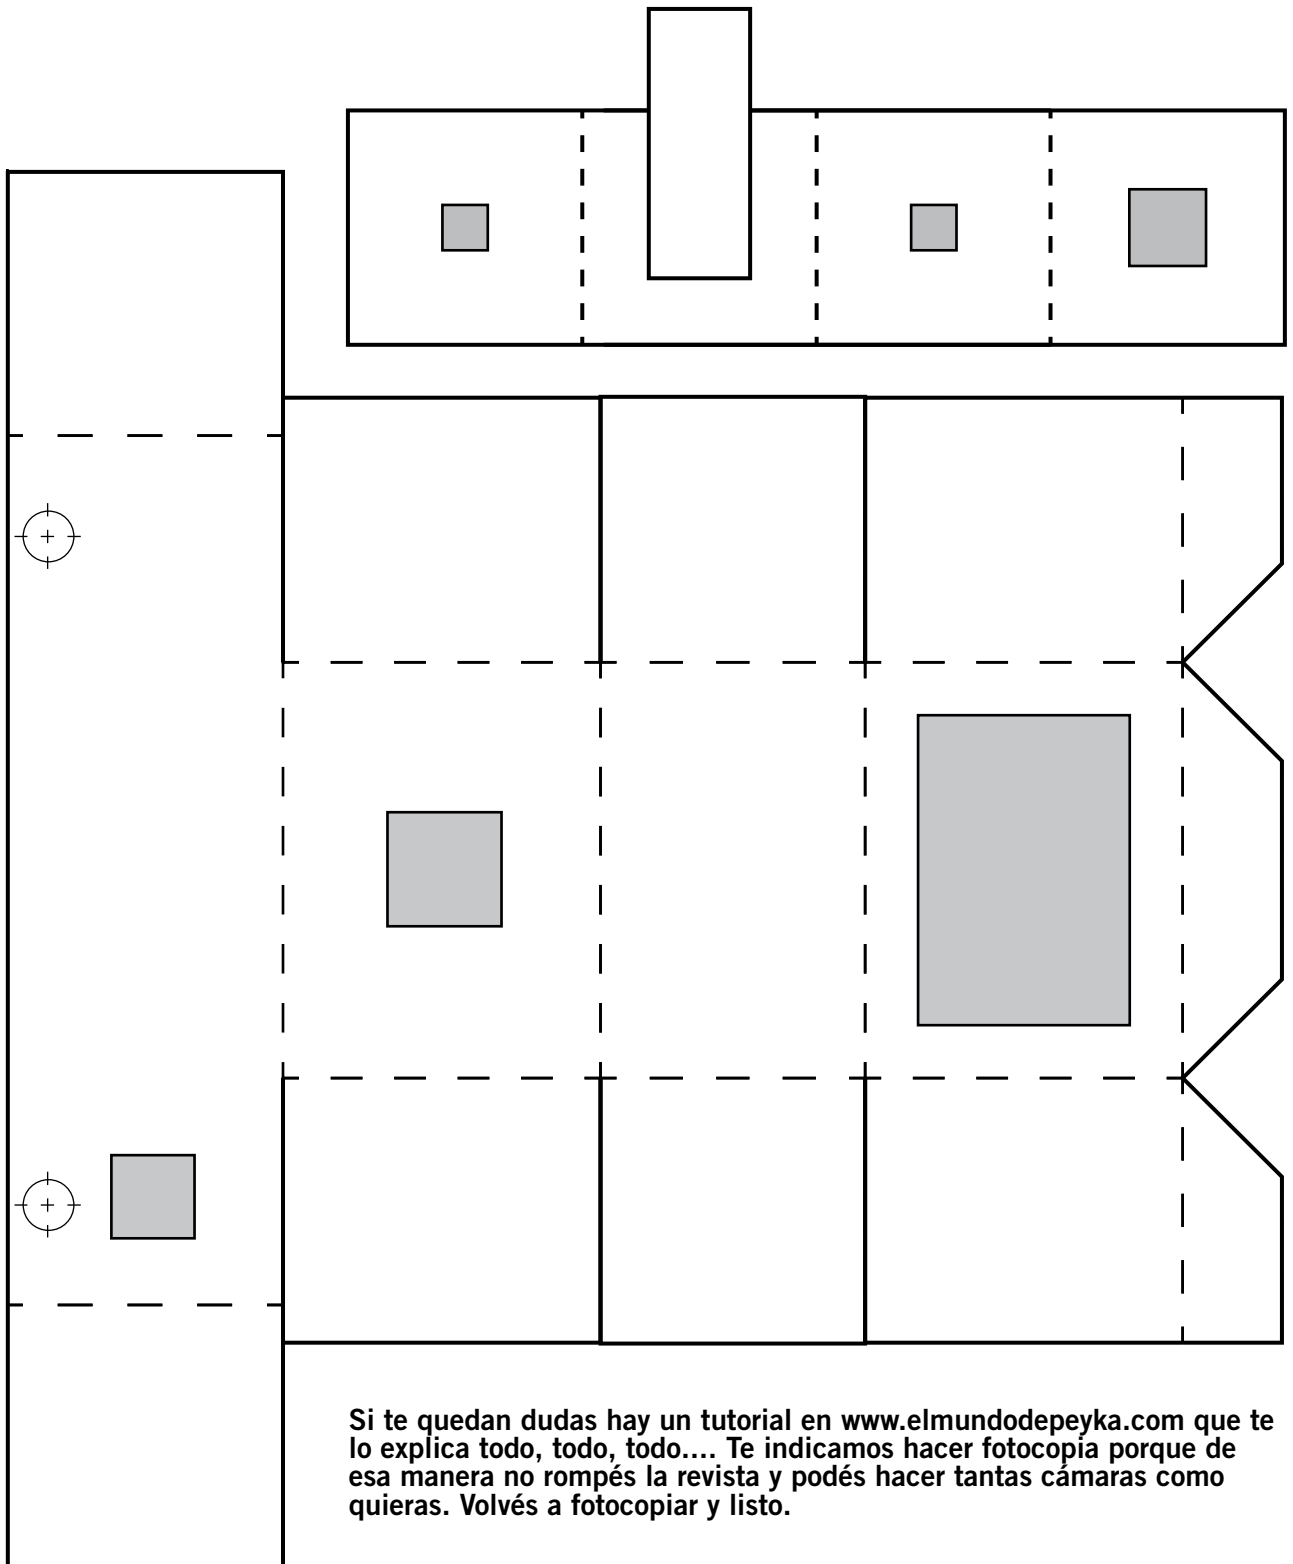 Si te quedan dudas hay un tutorial en www.elmundodepeyka.com que te
lo explica todo, todo, todo.... Te indicamos hacer fotocopia porque de
esa manera no rompés la revista y podés hacer tantas cámaras como
quieras. Volvés a fotocopiar y listo.